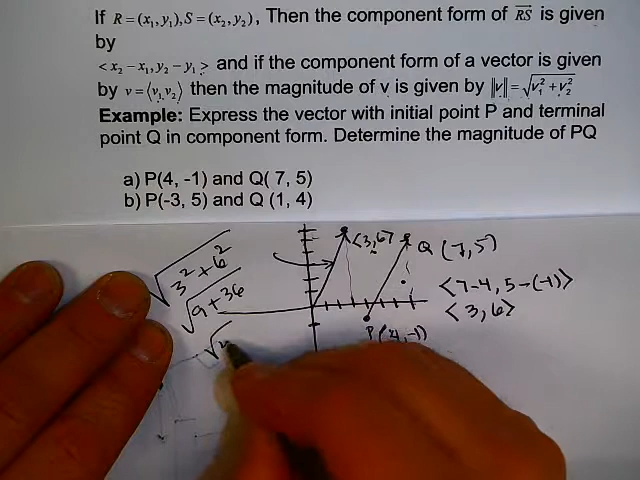 If R = (x₁, y₁), S = (x₂, y₂), Then the component form of RS is given
by
< x₂ − x₁, y₂ − y₁ > and if the component form of a vector is given
by v = ⟨v₁, v₂⟩ then the magnitude of v is given by ‖v‖ = √v₁² + v₂²
Example: Express the vector with initial point P and terminal
point Q in component form. Determine the magnitude of PQ
a) P(4, -1) and Q( 7, 5)
b) P(-3, 5) and Q (1, 4)
√3² + 6²
√9 + 36
√
⟨3,6⟩
Q (7,5)
⟨7-4, 5-(-1)⟩
⟨3, 6⟩
P(4,-1)